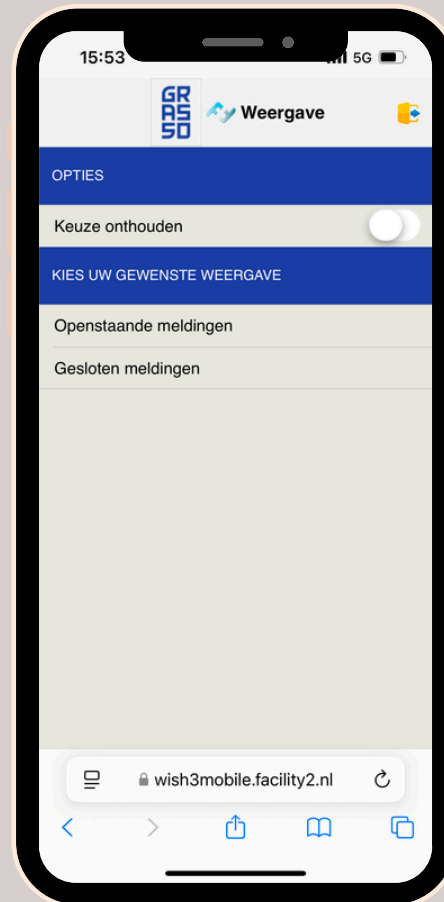 15:53
5G
GR
AS
SO
Weergave
OPTIES
Keuze onthouden
KIES UW GEWENSTE WEERGAVE
Openstaande meldingen
Gesloten meldingen
wish3mobile.facility2.nl